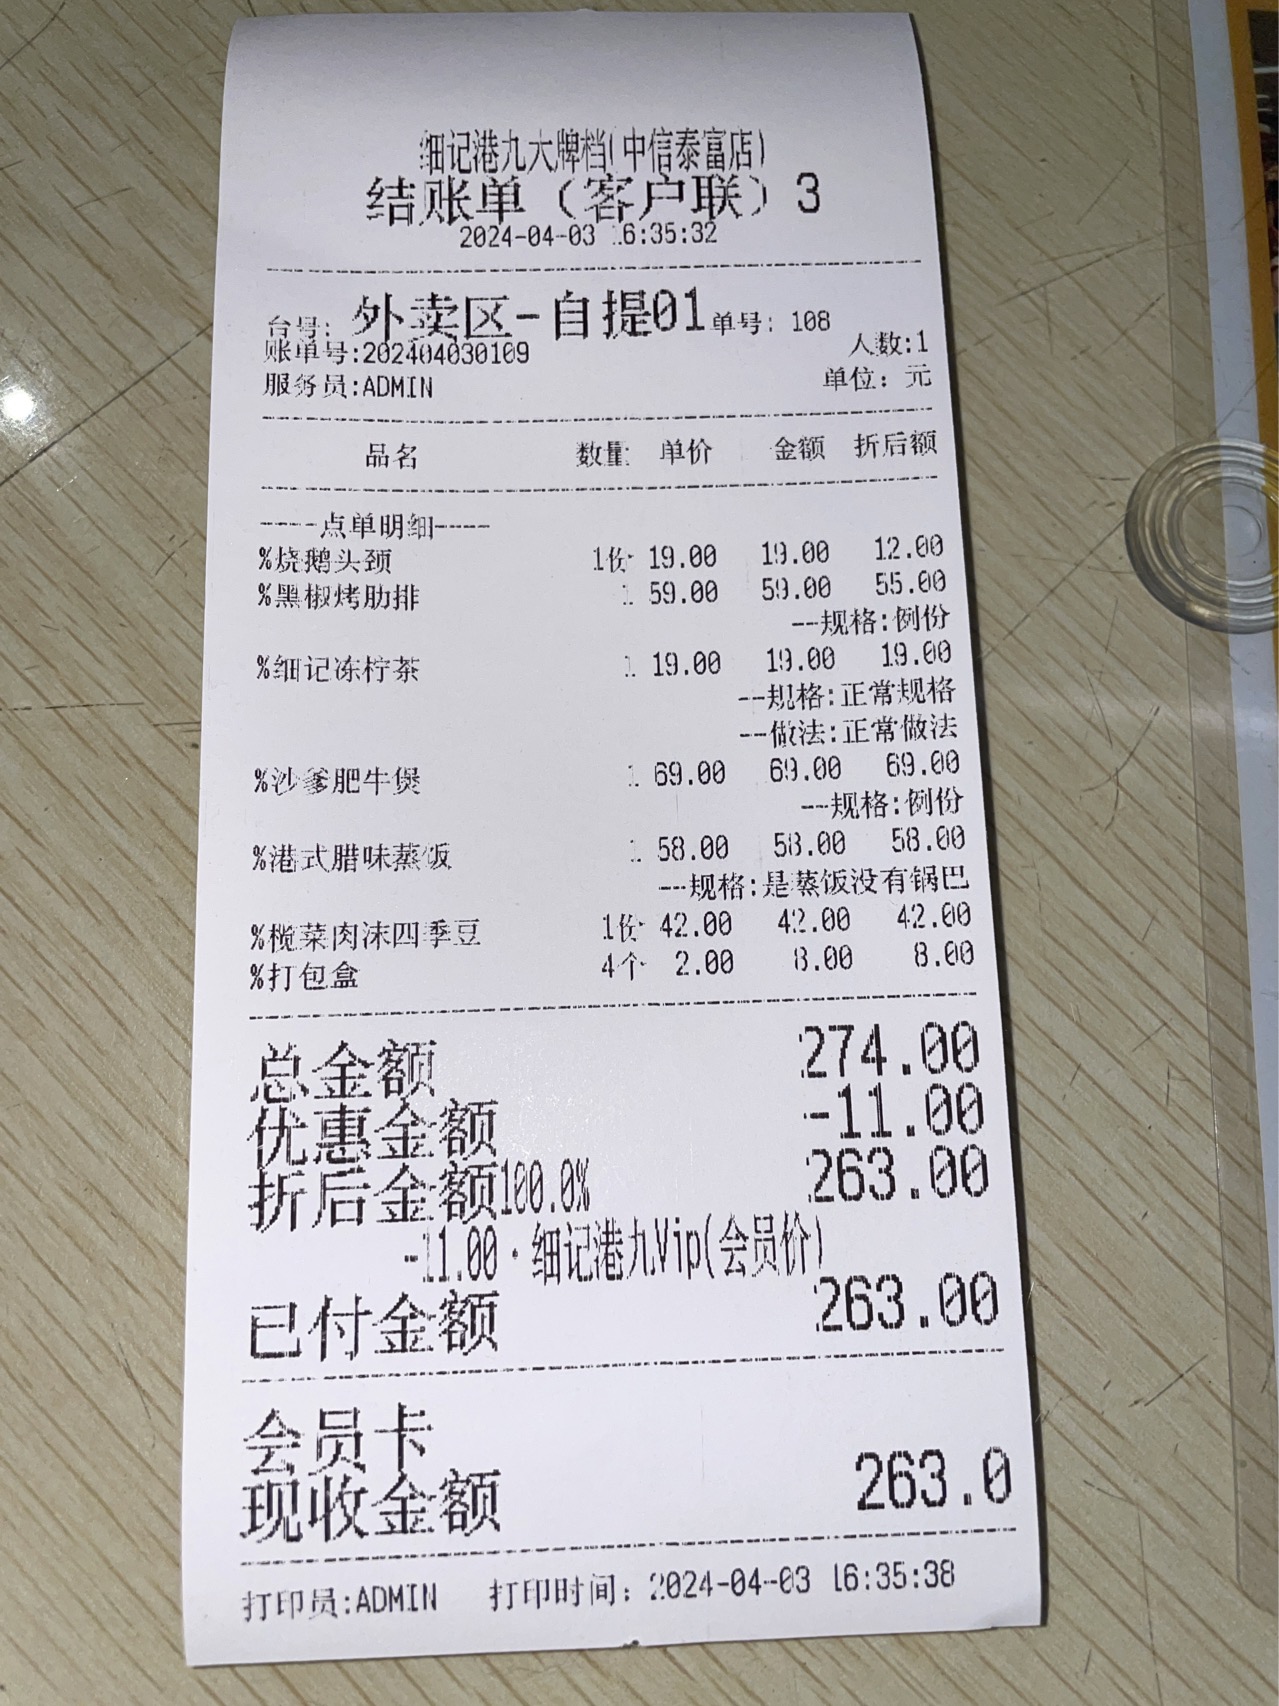 细记港九大牌档(中信泰富店)
结账单（客户联）3
2024-04-03 16:35:32
台号: 外卖区-自提01 单号: 108
账单号:202404030109 人数:1
服务员:ADMIN 单位: 元
品名 数量 单价 金额 折后额
----点单明细----
%烧鹅头颈 1份 19.00 19.00 12.00
%黑椒烤肋排 1 59.00 59.00 55.00
--规格:例份
%细记冻柠茶 1 19.00 19.00 19.00
--规格:正常规格
--做法:正常做法
%沙爹肥牛煲 1 69.00 69.00 69.00
--规格:例份
%港式腊味蒸饭 1 58.00 58.00 58.00
--规格:是蒸饭没有锅巴
%榄菜肉沫四季豆 1份 42.00 42.00 42.00
%打包盒 4个 2.00 8.00 8.00
总金额 274.00
优惠金额 -11.00
折后金额100.0% 263.00
-11.00·细记港九Vip(会员价)
已付金额 263.00
会员卡
现收金额 263.0
打印员:ADMIN 打印时间: 2024-04-03 16:35:38